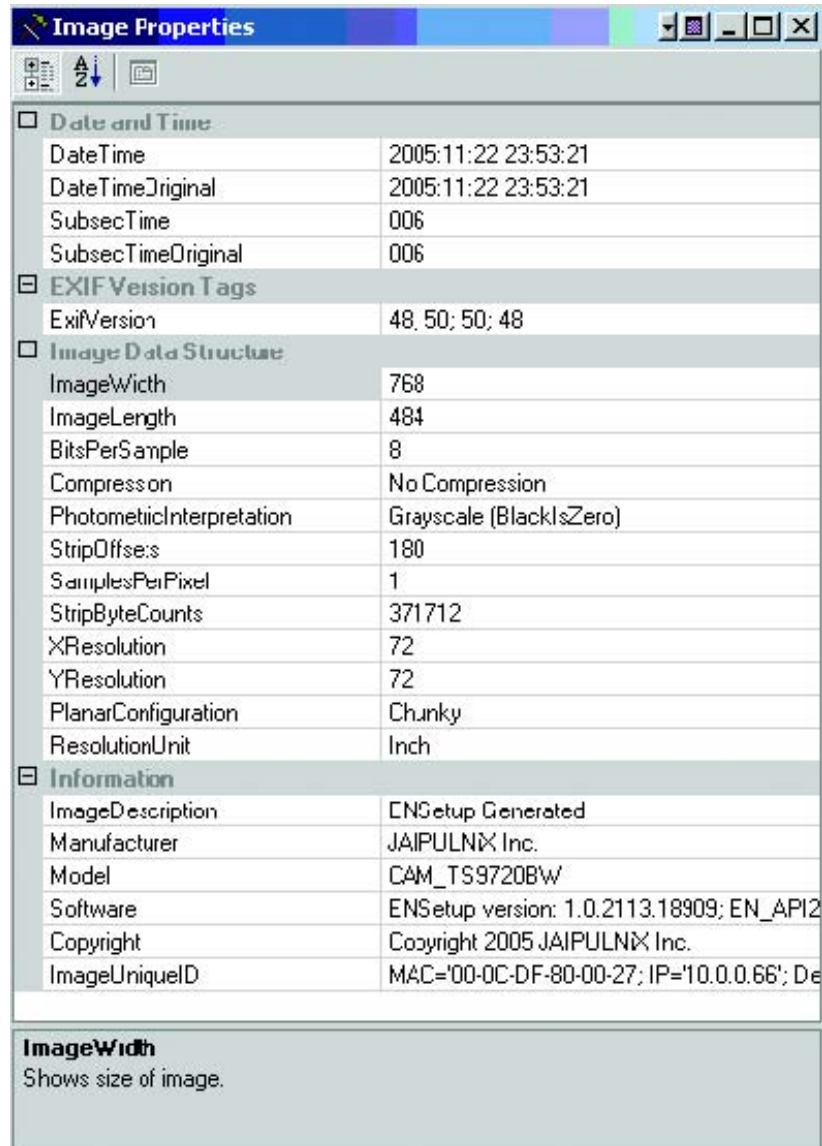 Image Properties
Date and Time
DateTime 2005:11:22 23:53:21
DateTimeOriginal 2005:11:22 23:53:21
SubsecTime 006
SubsecTimeOriginal 006
EXIF Version Tags
ExifVersion 48; 50; 50; 48
Image Data Structure
ImageWidth 768
ImageLength 484
BitsPerSample 8
Compression No Compression
PhotometricInterpretation Grayscale (BlackIsZero)
StripOffsets 180
SamplesPerPixel 1
StripByteCounts 371712
XResolution 72
YResolution 72
PlanarConfiguration Chunky
ResolutionUnit Inch
Information
ImageDescription ENSetup Generated
Manufacturer JAIPULNiX Inc.
Model CAM_TS9720BW
Software ENSetup version: 1.0.2113.18909; EN_API2
Copyright Copyright 2005 JAIPULNiX Inc.
ImageUniqueID MAC='00-0C-DF-80-00-27; IP='10.0.0.66'; De
ImageWidth
Shows size of image.